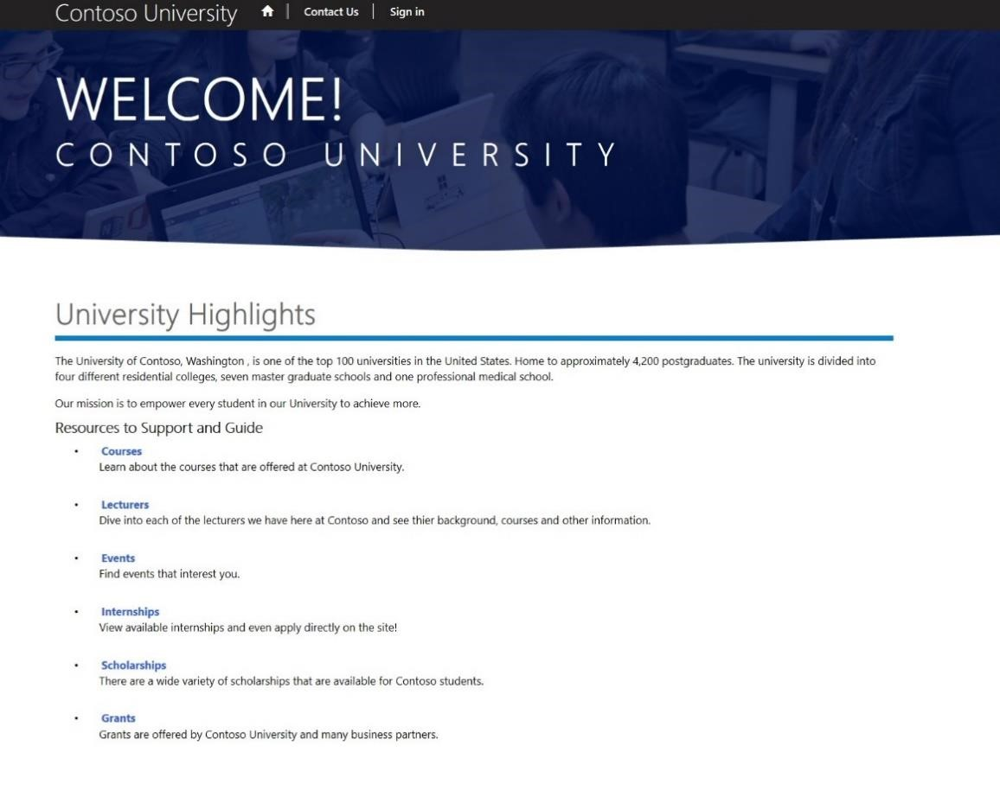 Contoso University
Contact Us
Sign in
WELCOME!
CONTOSO UNIVERSITY
University Highlights
The University of Contoso, Washington , is one of the top 100 universities in the United States. Home to approximately 4,200 postgraduates. The university is divided into
four different residential colleges, seven master graduate schools and one professional medical school.
Our mission is to empower every student in our University to achieve more.
Resources to Support and Guide
• Courses
Learn about the courses that are offered at Contoso University.
• Lecturers
Dive into each of the lecturers we have here at Contoso and see thier background, courses and other information.
• Events
Find events that interest you.
• Internships
View available internships and even apply directly on the site!
• Scholarships
There are a wide variety of scholarships that are available for Contoso students.
• Grants
Grants are offered by Contoso University and many business partners.